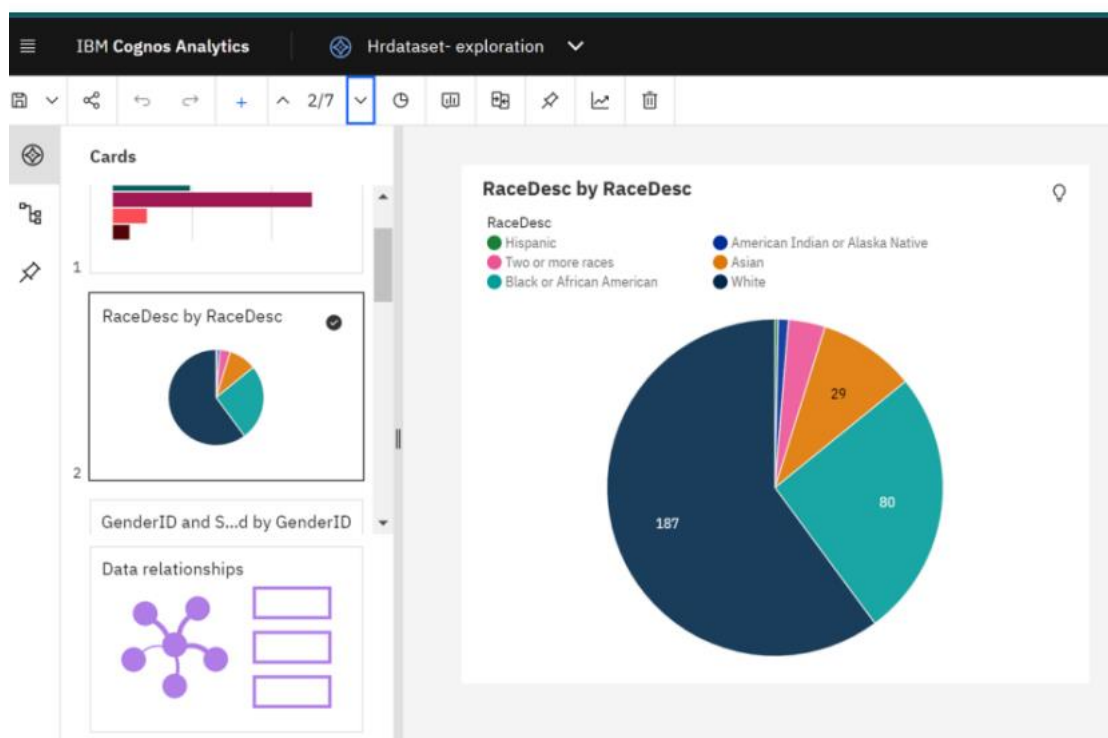 IBM Cognos Analytics
Hrdataset- exploration
2/7
Cards
1
RaceDesc by RaceDesc
2
GenderID and S...d by GenderID
Data relationships
RaceDesc by RaceDesc
RaceDesc
Hispanic
American Indian or Alaska Native
Two or more races
Asian
Black or African American
White
29
80
187